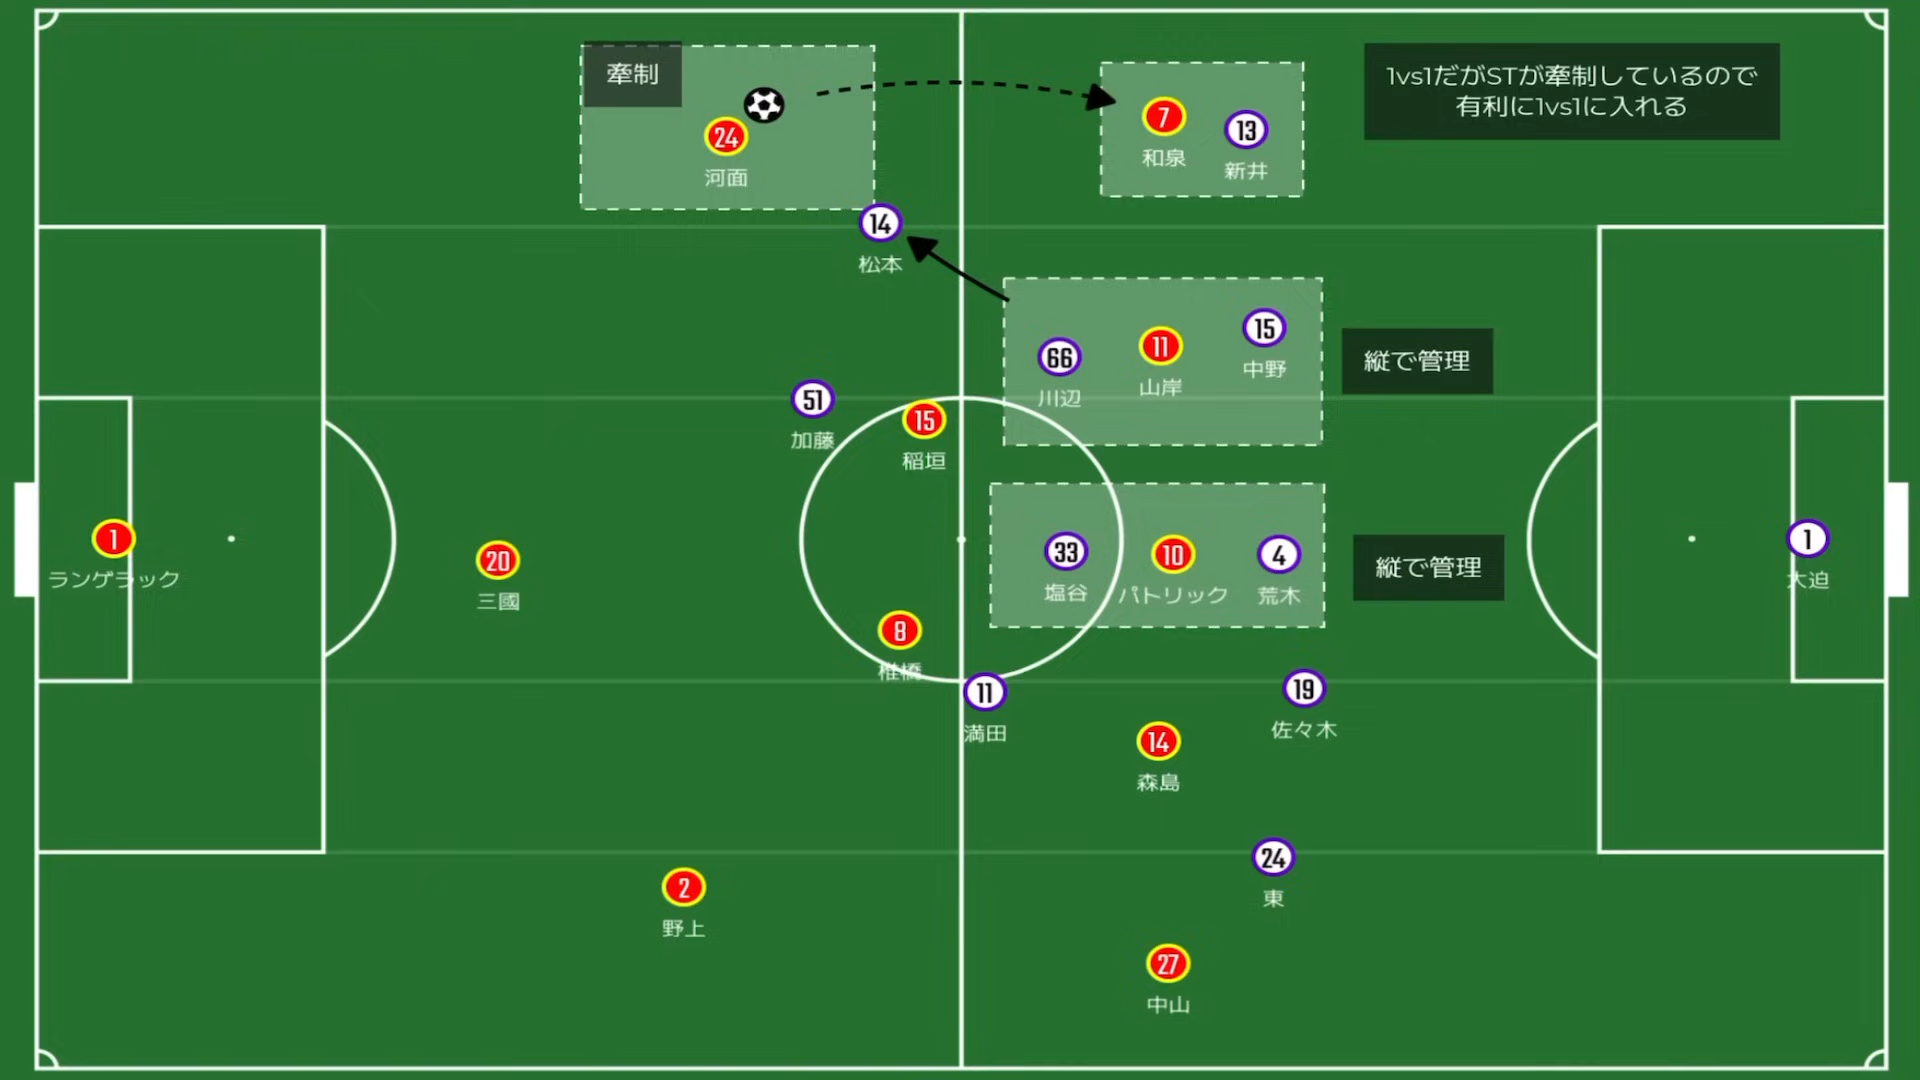 牽制
24
河面
7
和泉
13
新井
1vs1だがSTが牽制しているので
有利に1vs1に入れる
14
松本
66
川辺
11
山岸
15
中野
縦で管理
51
加藤
15
稲垣
1
ランゲラック
20
三國
33
塩谷
10
パトリック
4
荒木
縦で管理
1
大迫
8
椎橋
11
満田
19
佐々木
14
森島
24
東
2
野上
27
中山